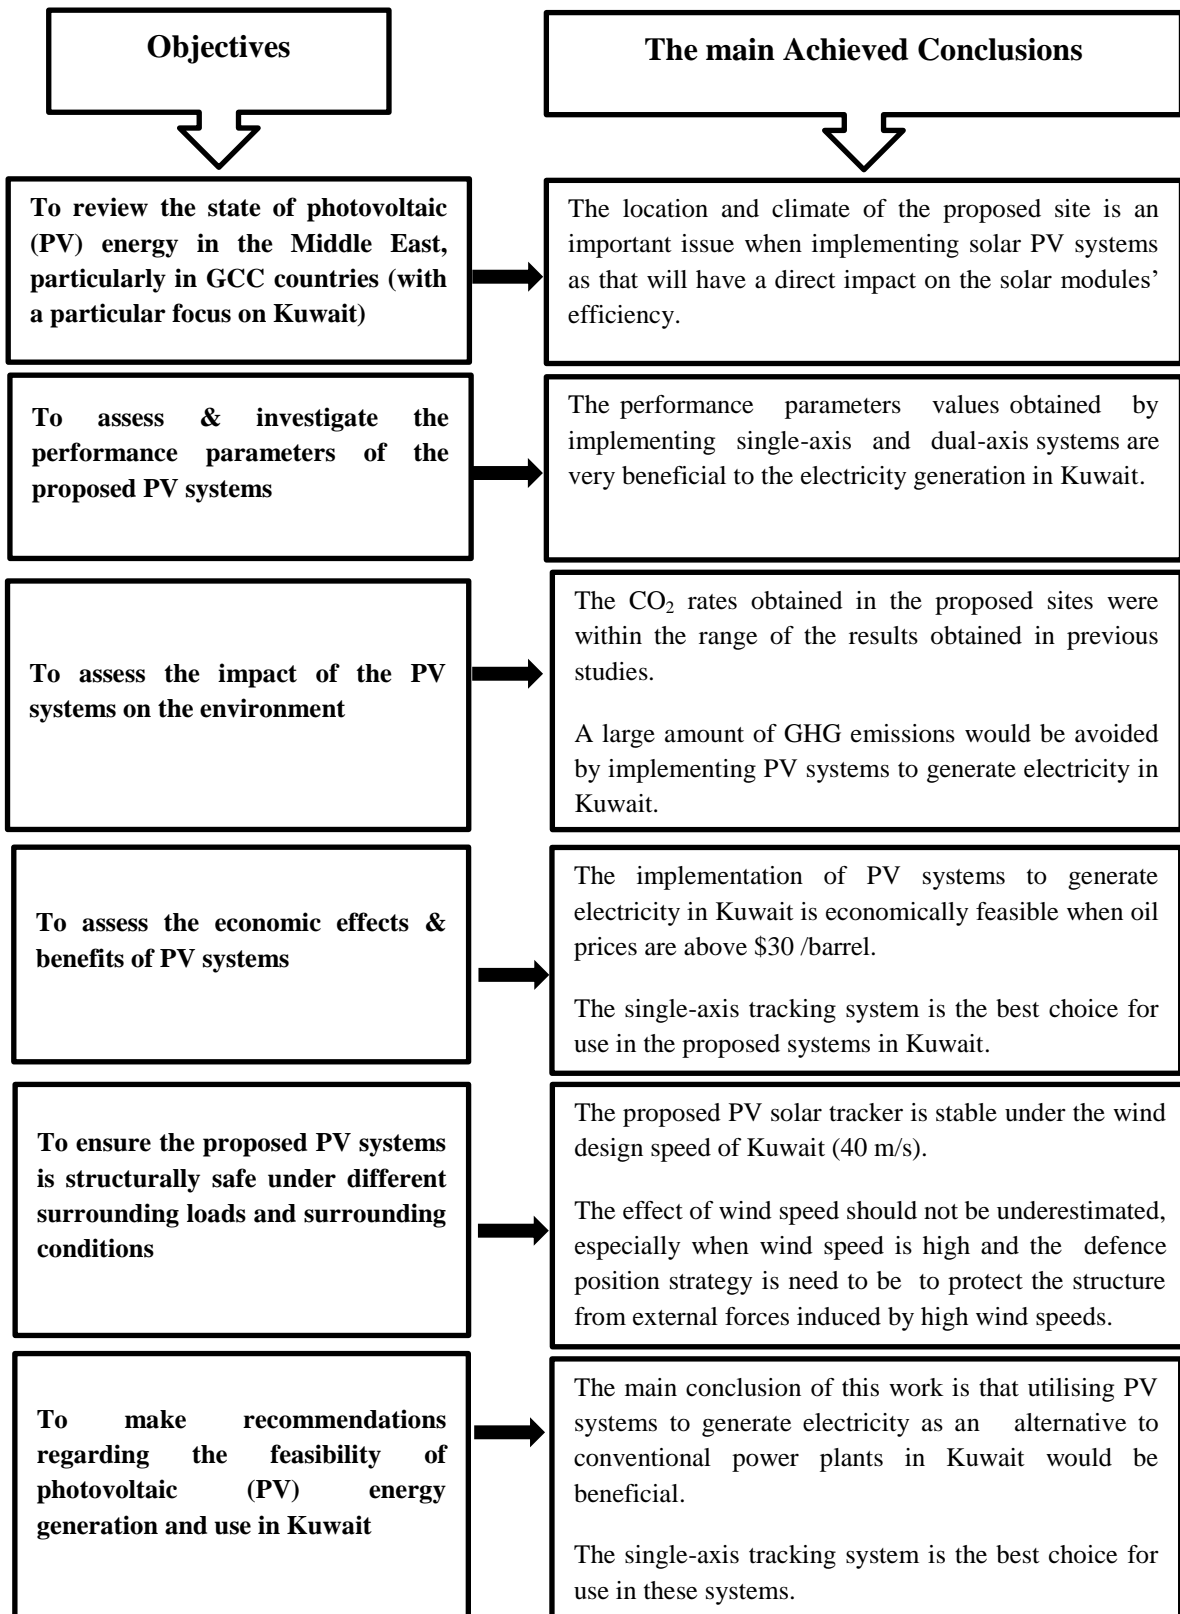 Objectives
The main Achieved Conclusions
To review the state of photovoltaic
(PV) energy in the Middle East,
particularly in GCC countries (with
a particular focus on Kuwait)
The location and climate of the proposed site is an
important issue when implementing solar PV systems
as that will have a direct impact on the solar modules’
efficiency.
To assess & investigate the
performance parameters of the
proposed PV systems
The performance parameters values obtained by
implementing single-axis and dual-axis systems are
very beneficial to the electricity generation in Kuwait.
To assess the impact of the PV
systems on the environment
The CO₂ rates obtained in the proposed sites were
within the range of the results obtained in previous
studies.
A large amount of GHG emissions would be avoided
by implementing PV systems to generate electricity in
Kuwait.
To assess the economic effects &
benefits of PV systems
The implementation of PV systems to generate
electricity in Kuwait is economically feasible when oil
prices are above $30 /barrel.
The single-axis tracking system is the best choice for
use in the proposed systems in Kuwait.
To ensure the proposed PV systems
is structurally safe under different
surrounding loads and surrounding
conditions
The proposed PV solar tracker is stable under the wind
design speed of Kuwait (40 m/s).
The effect of wind speed should not be underestimated,
especially when wind speed is high and the defence
position strategy is need to be to protect the structure
from external forces induced by high wind speeds.
To make recommendations
regarding the feasibility of
photovoltaic (PV) energy
generation and use in Kuwait
The main conclusion of this work is that utilising PV
systems to generate electricity as an alternative to
conventional power plants in Kuwait would be
beneficial.
The single-axis tracking system is the best choice for
use in these systems.